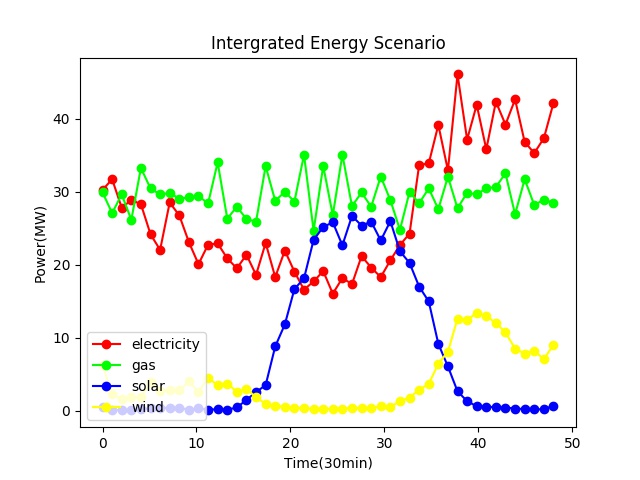 Intergrated Energy Scenario
Power(MW)
40
30
20
10
0
electricity
gas
solar
wind
0 10 20 30 40 50
Time(30min)